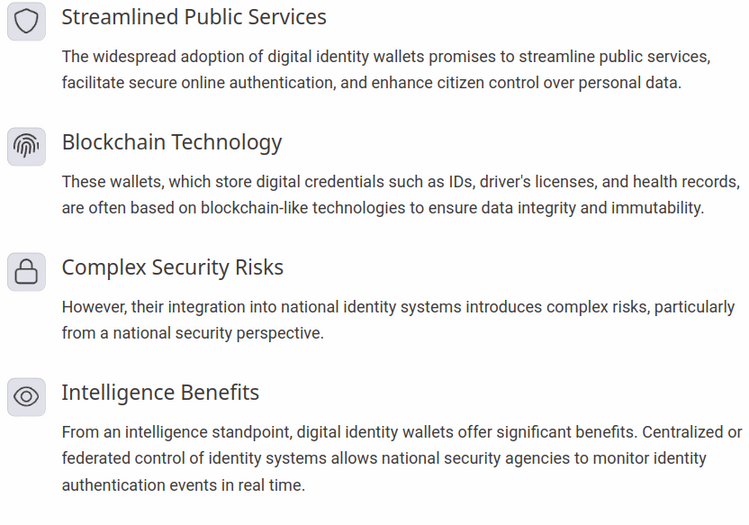 Streamlined Public Services
The widespread adoption of digital identity wallets promises to streamline public services,
facilitate secure online authentication, and enhance citizen control over personal data.
Blockchain Technology
These wallets, which store digital credentials such as IDs, driver's licenses, and health records,
are often based on blockchain-like technologies to ensure data integrity and immutability.
Complex Security Risks
However, their integration into national identity systems introduces complex risks, particularly
from a national security perspective.
Intelligence Benefits
From an intelligence standpoint, digital identity wallets offer significant benefits. Centralized or
federated control of identity systems allows national security agencies to monitor identity
authentication events in real time.